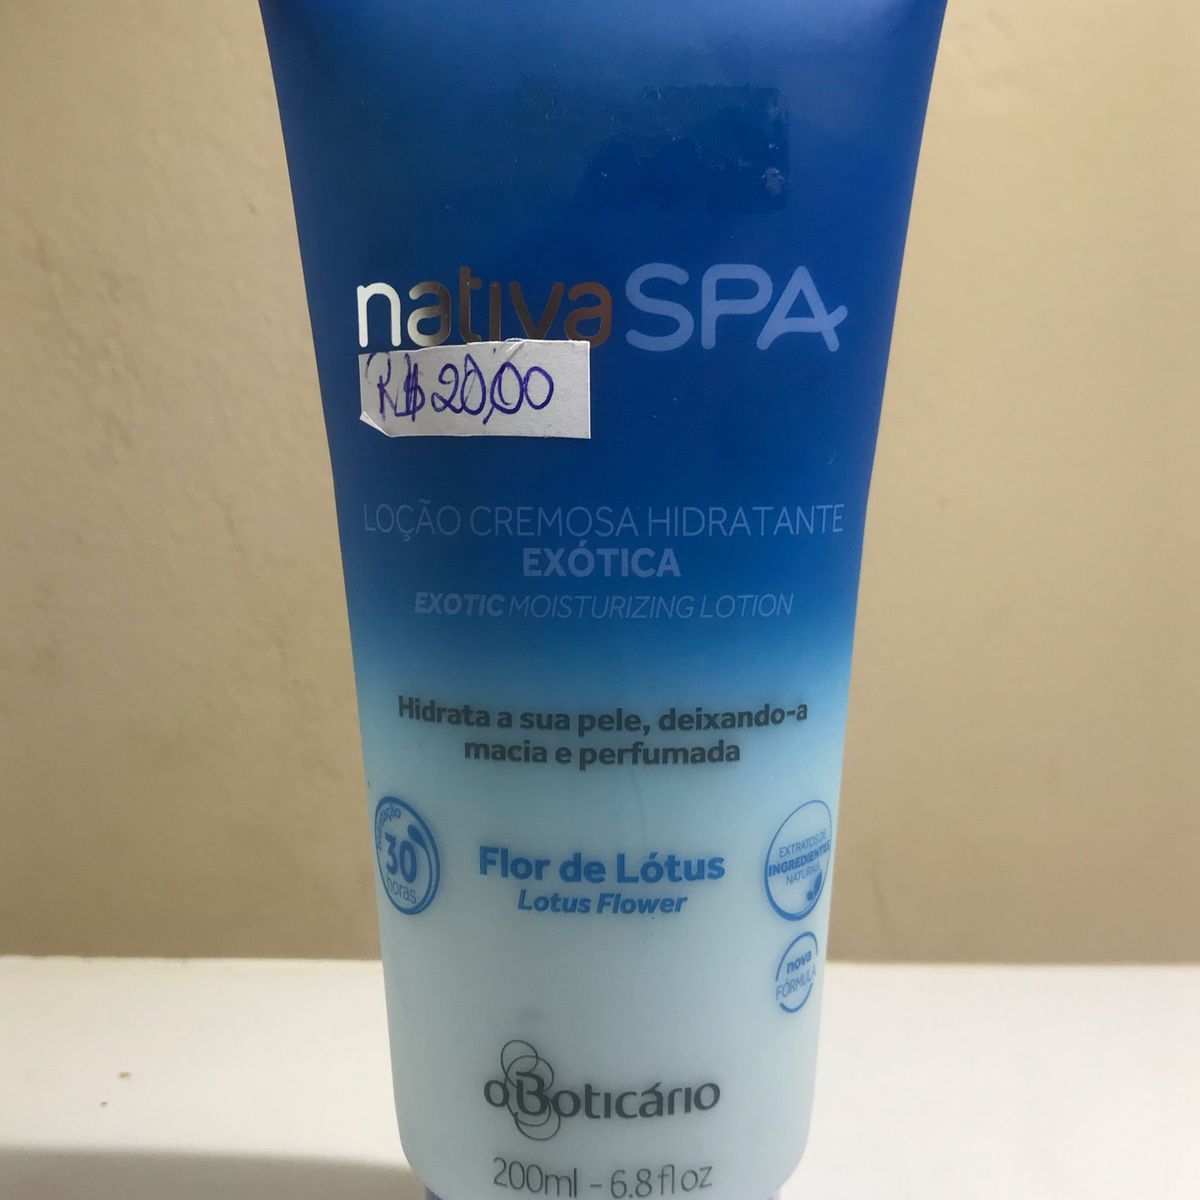 nativaSPA
R$20,00
LOÇÃO CREMOSA HIDRATANTE
EXÓTICA
EXOTIC MOISTURIZING LOTION
Hidrata a sua pele, deixando-a
macia e perfumada
hidratação
30
horas
Flor de Lótus
Lotus Flower
EXTRATOS DE
INGREDIENTES
NATURAIS
nova
FÓRMULA
oBoticário
200ml - 6.8 fl oz